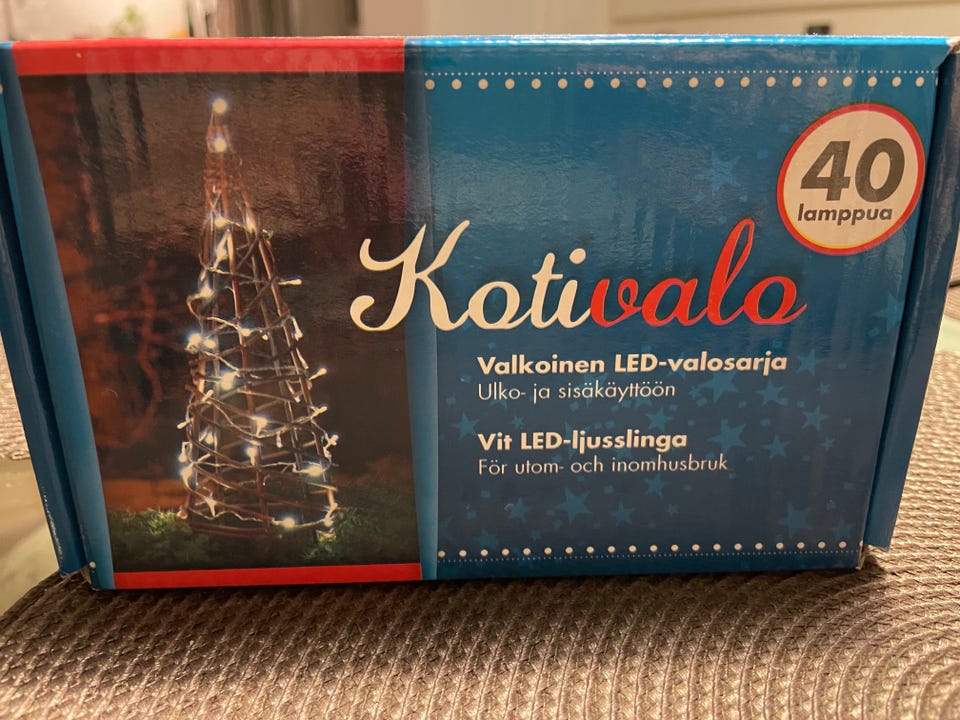 40
lamppua
Kotivalo
Valkoinen LED-valosarja
Ulko- ja sisäkäyttöön
Vit LED-ljusslinga
För utom- och inomhusbruk